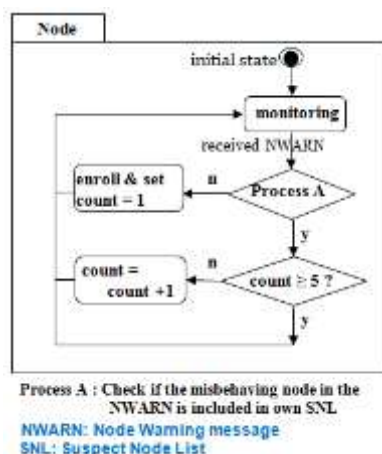 Node
initial state
monitoring
received NWARN
enroll & set
count = 1
n
Process A
y
count =
count +1
n
count ≥ 5 ?
y
Process A : Check if the misbehaving node in the
NWARN is included in own SNL
NWARN: Node Warning message
SNL: Suspect Node List